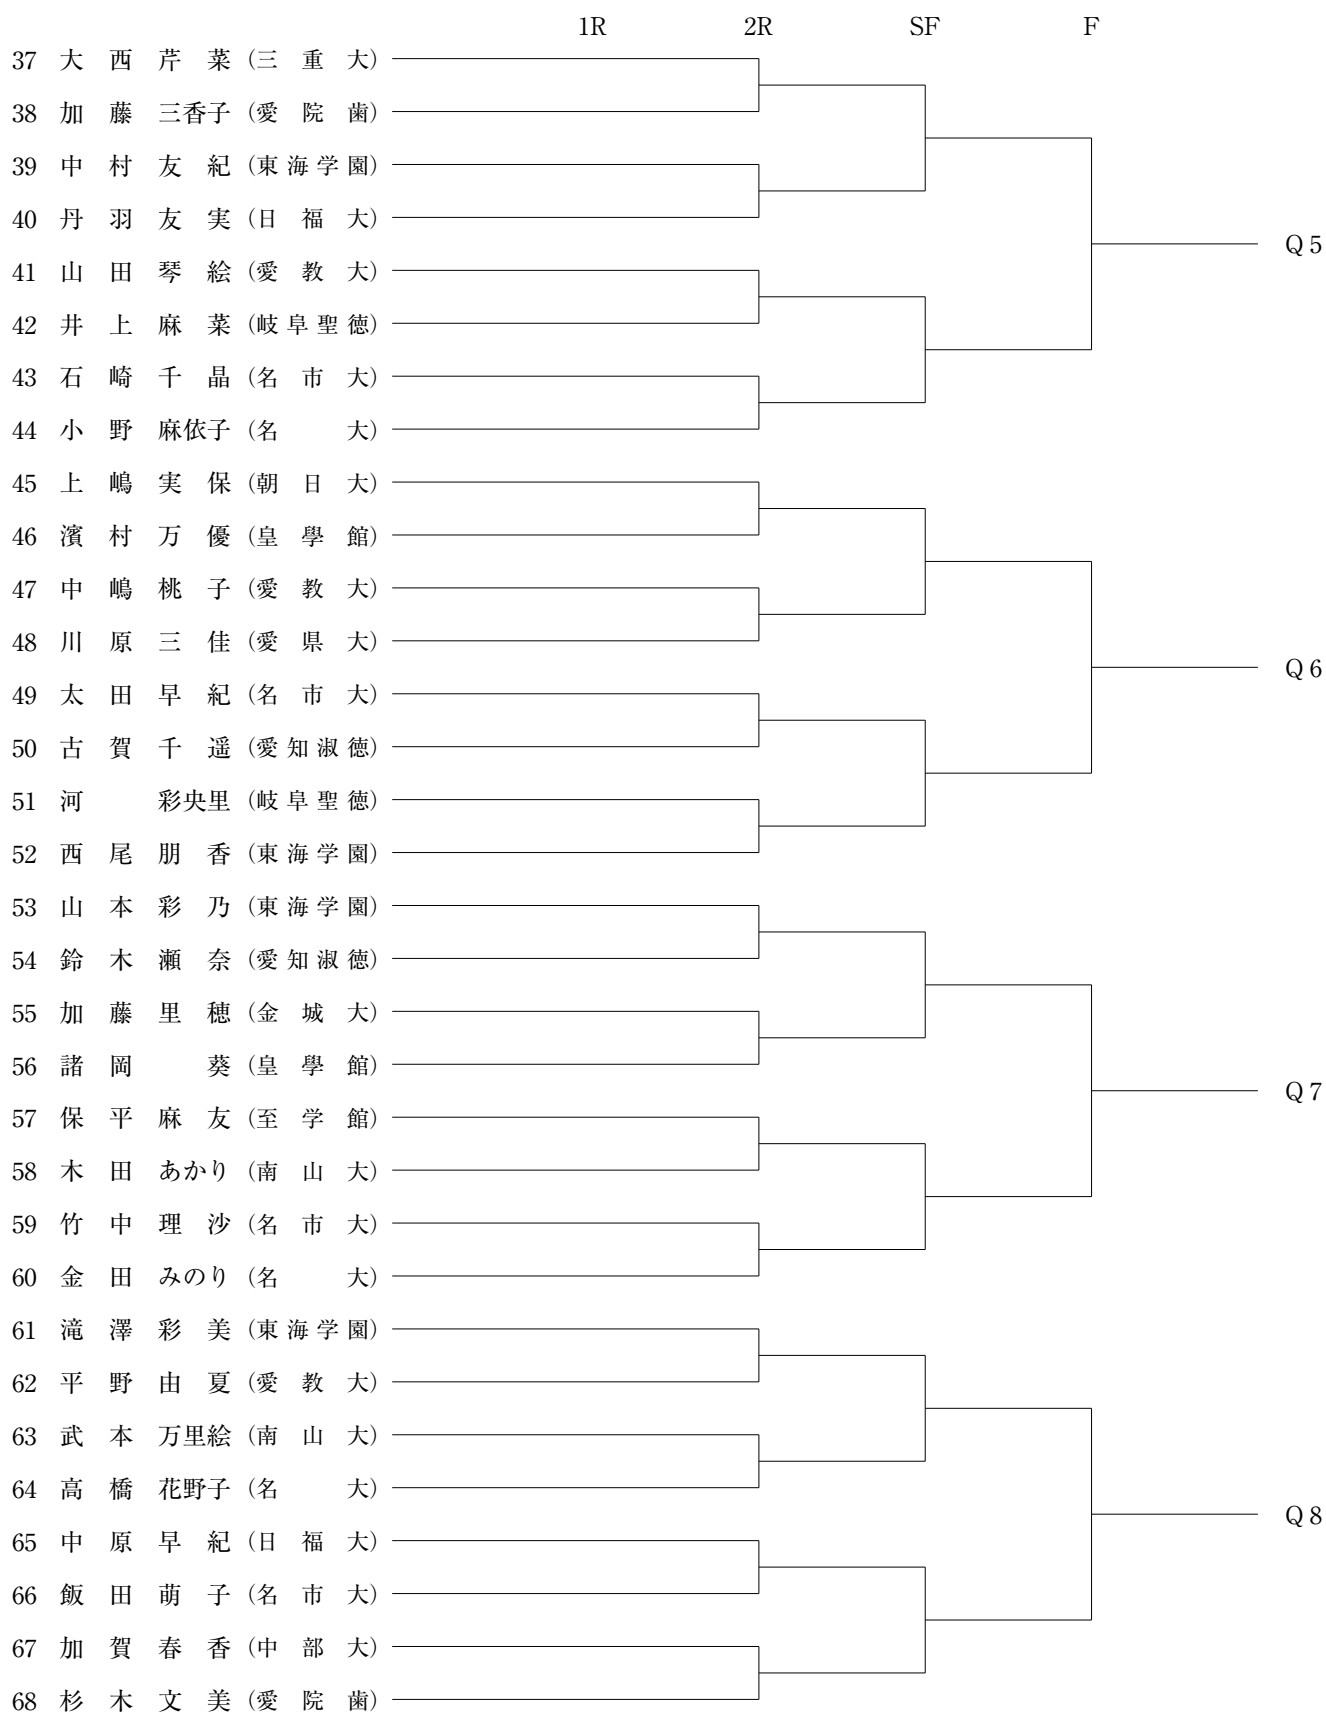 1R 2R SF F
37 大西芹菜 (三重大)
38 加藤三香子 (愛院歯)
39 中村友紀 (東海学園)
40 丹羽友実 (日福大)
Q5
41 山田琴絵 (愛教大)
42 井上麻菜 (岐阜聖徳)
43 石崎千晶 (名市大)
44 小野麻依子 (名大)
45 上嶋実保 (朝日大)
46 濱村万優 (皇學館)
47 中嶋桃子 (愛教大)
48 川原三佳 (愛県大)
Q6
49 太田早紀 (名市大)
50 古賀千遥 (愛知淑徳)
51 河彩央里 (岐阜聖徳)
52 西尾朋香 (東海学園)
53 山本彩乃 (東海学園)
54 鈴木瀬奈 (愛知淑徳)
55 加藤里穂 (金城大)
56 諸岡葵 (皇學館)
Q7
57 保平麻友 (至学館)
58 木田あかり (南山大)
59 竹中理沙 (名市大)
60 金田みのり (名大)
61 滝澤彩美 (東海学園)
62 平野由夏 (愛教大)
63 武本万里絵 (南山大)
64 高橋花野子 (名大)
Q8
65 中原早紀 (日福大)
66 飯田萌子 (名市大)
67 加賀春香 (中部大)
68 杉木文美 (愛院歯)